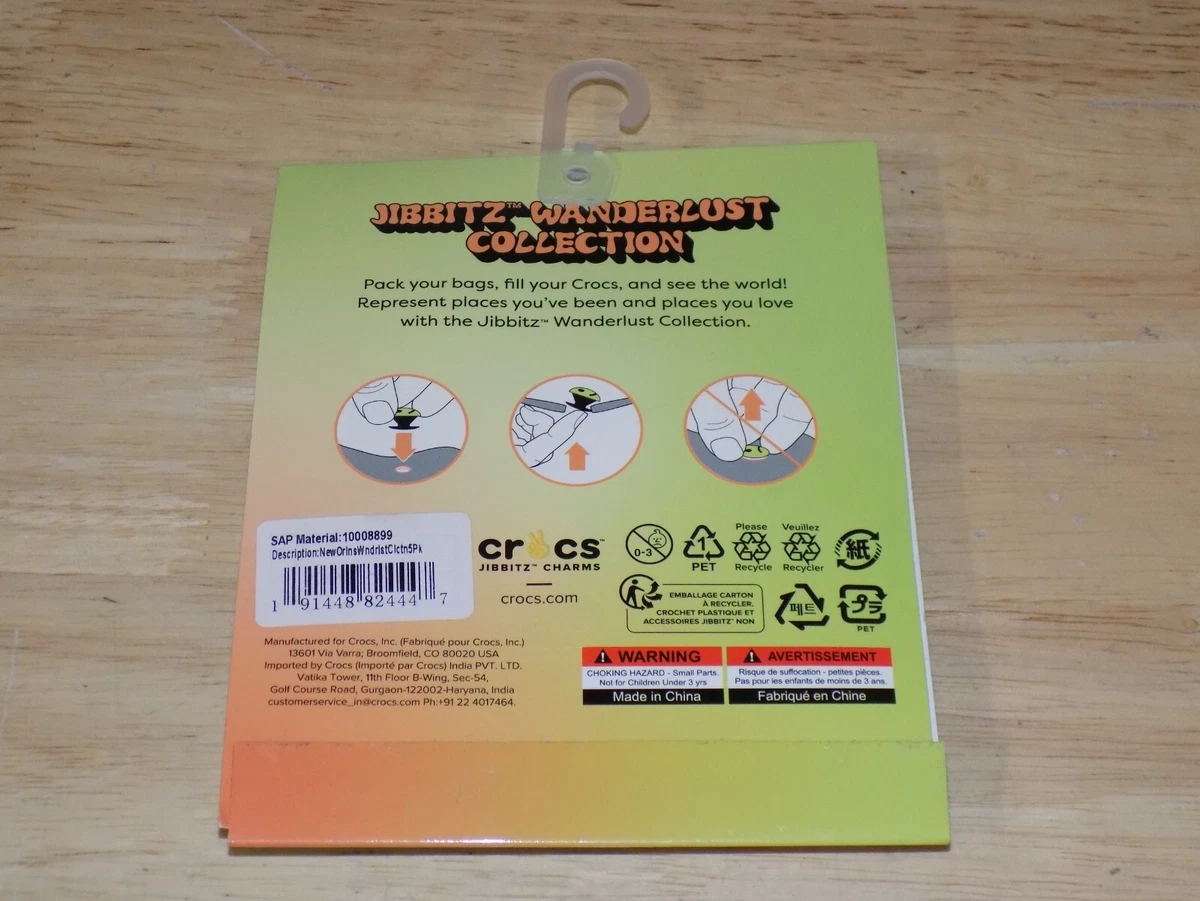 JIBBITZ™ WANDERLUST
COLLECTION
Pack your bags, fill your Crocs, and see the world!
Represent places you've been and places you love
with the Jibbitz™ Wanderlust Collection.
SAP Material:10008899
Description:NewOrlnsWndrlstClctn5Pk
1 91448 82444 7
crocs™
JIBBITZ™ CHARMS
crocs.com
0-3
1
PET
Please
Recycle
Veuillez
Recycler
紙
EMBALLAGE CARTON
À RECYCLER.
CROCHET PLASTIQUE ET
ACCESSOIRES JIBBITZ™ NON
페트
プラ
PET
Manufactured for Crocs, Inc. (Fabriqué pour Crocs, Inc.)
13601 Via Varra; Broomfield, CO 80020 USA
Imported by Crocs (Importé par Crocs) India PVT. LTD.
Vatika Tower, 11th Floor B-Wing, Sec-54,
Golf Course Road, Gurgaon-122002-Haryana, India
customerservice_in@crocs.com Ph:+91 22 4017464.
WARNING
CHOKING HAZARD - Small Parts.
Not for Children Under 3 yrs
Made in China
AVERTISSEMENT
Risque de suffocation - petites pièces.
Pas pour les enfants de moins de 3 ans.
Fabriqué en Chine